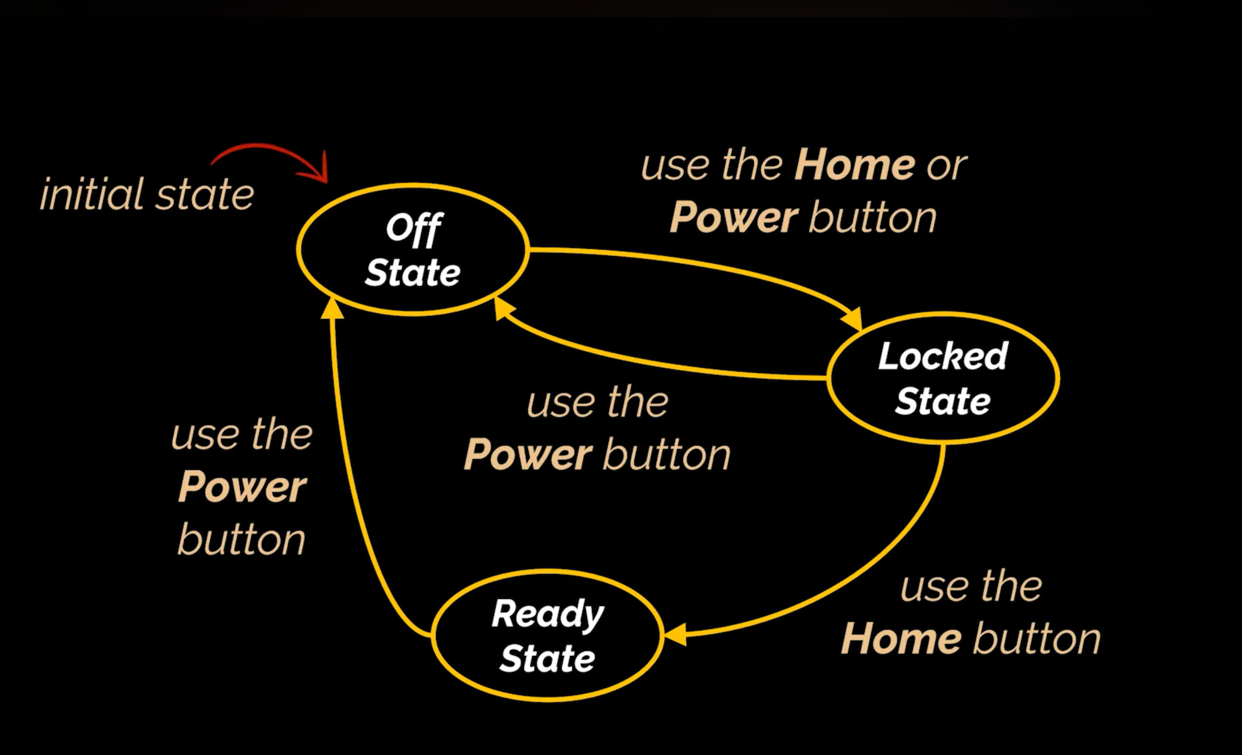 initial state
Off
State
use the Home or
Power button
Locked
State
use the
Power button
use the
Power
button
Ready
State
use the
Home button